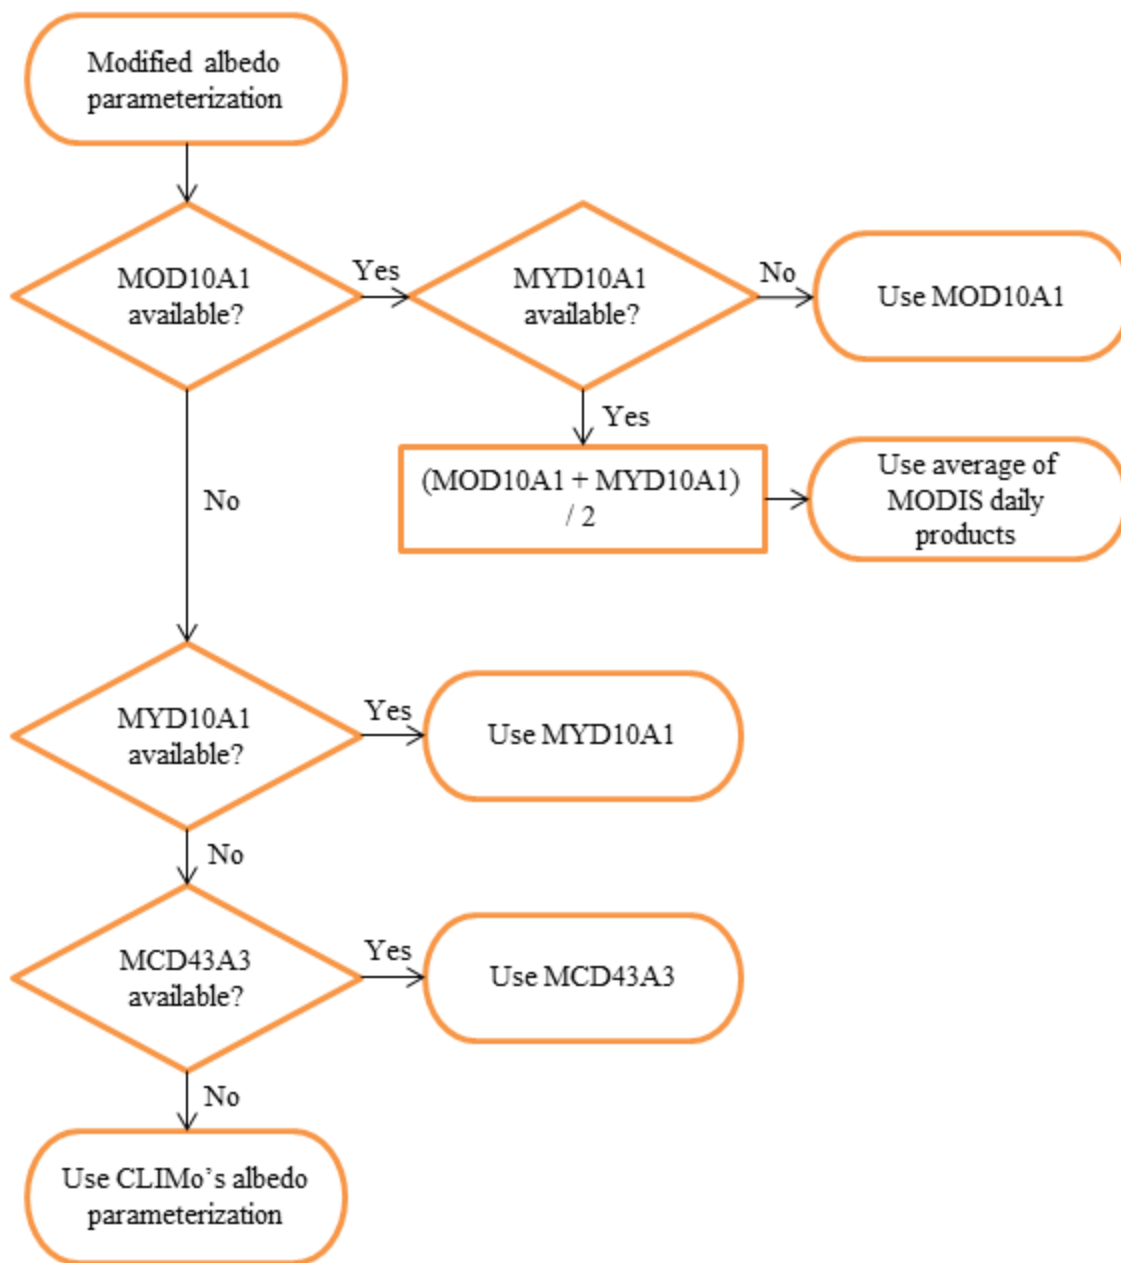 Modified albedo
parameterization
MOD10A1
available?
Yes
MYD10A1
available?
No
Use MOD10A1
Yes
(MOD10A1 + MYD10A1)
/ 2
Use average of
MODIS daily
products
No
MYD10A1
available?
Yes
Use MYD10A1
No
MCD43A3
available?
Yes
Use MCD43A3
No
Use CLIMo’s albedo
parameterization